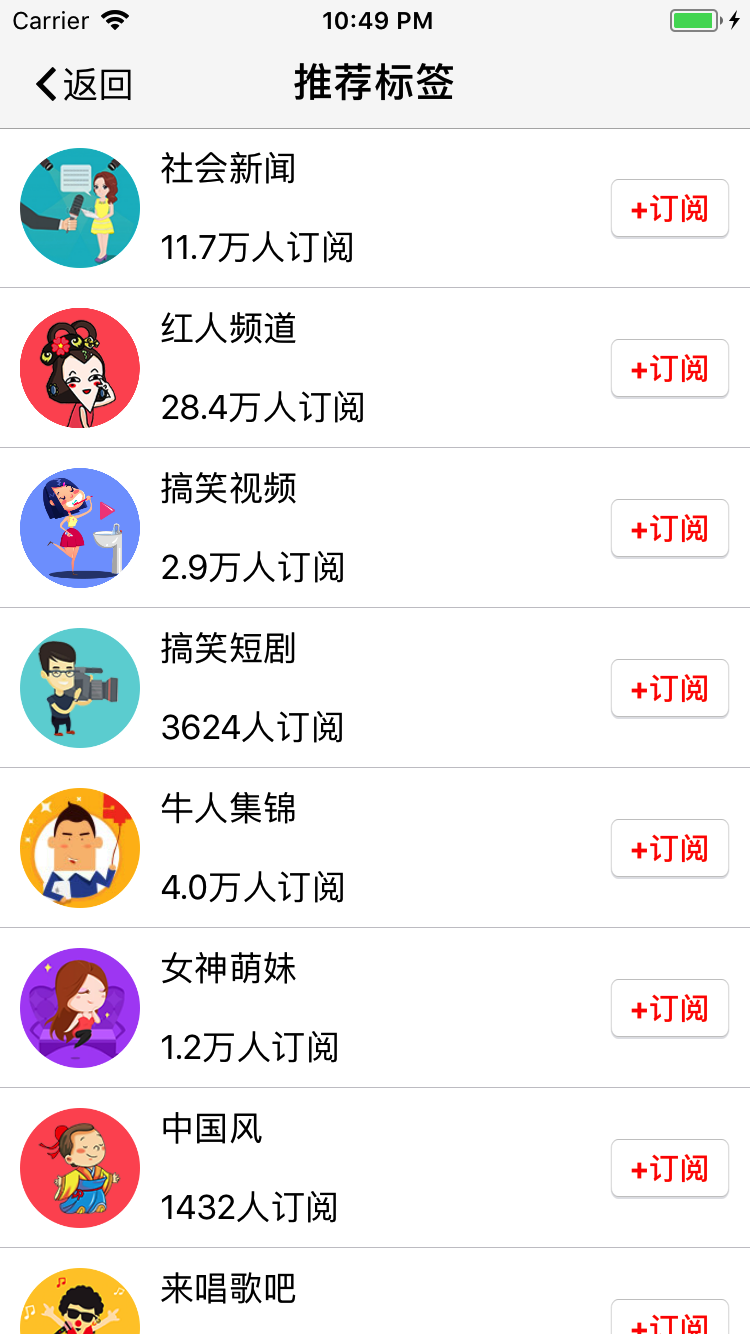 Carrier 10:49 PM
返回 推荐标签
社会新闻
+订阅
11.7万人订阅
红人频道
+订阅
28.4万人订阅
搞笑视频
+订阅
2.9万人订阅
搞笑短剧
+订阅
3624人订阅
牛人集锦
+订阅
4.0万人订阅
女神萌妹
+订阅
1.2万人订阅
中国风
+订阅
1432人订阅
来唱歌吧
+订阅